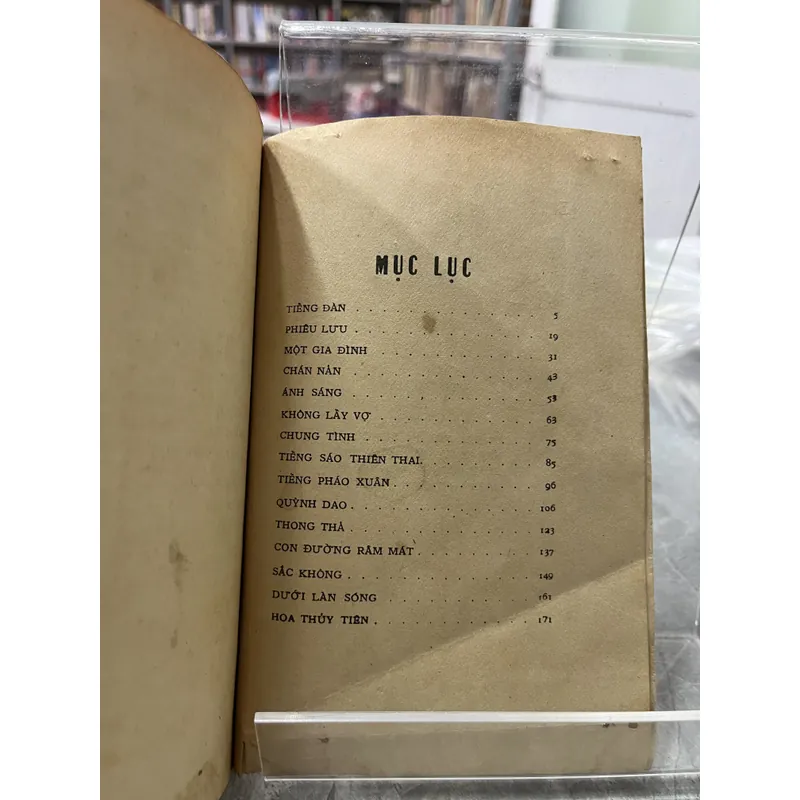 MỤC LỤC
TIẾNG ĐÀN . . . . . . . . . . . . . . 5
PHIÊU LƯU . . . . . . . . . . . . . . 19
MỘT GIA ĐÌNH . . . . . . . . . . . . 31
CHÁN NẢN . . . . . . . . . . . . . . 43
ÁNH SÁNG . . . . . . . . . . . . . . 53
KHÔNG LẤY VỢ . . . . . . . . . . . . 63
CHUNG TÌNH . . . . . . . . . . . . . 75
TIẾNG SÁO THIÊN THAI . . . . . . . . . 85
TIẾNG PHÁO XUÂN . . . . . . . . . . . 96
QUỲNH DAO . . . . . . . . . . . . . . 106
THONG THẢ . . . . . . . . . . . . . . 123
CON ĐƯỜNG RÂM MÁT . . . . . . . . . . 137
SẮC KHÔNG . . . . . . . . . . . . . . 149
DƯỚI LÀN SÓNG . . . . . . . . . . . . 161
HOA THỦY TIÊN . . . . . . . . . . . . 171